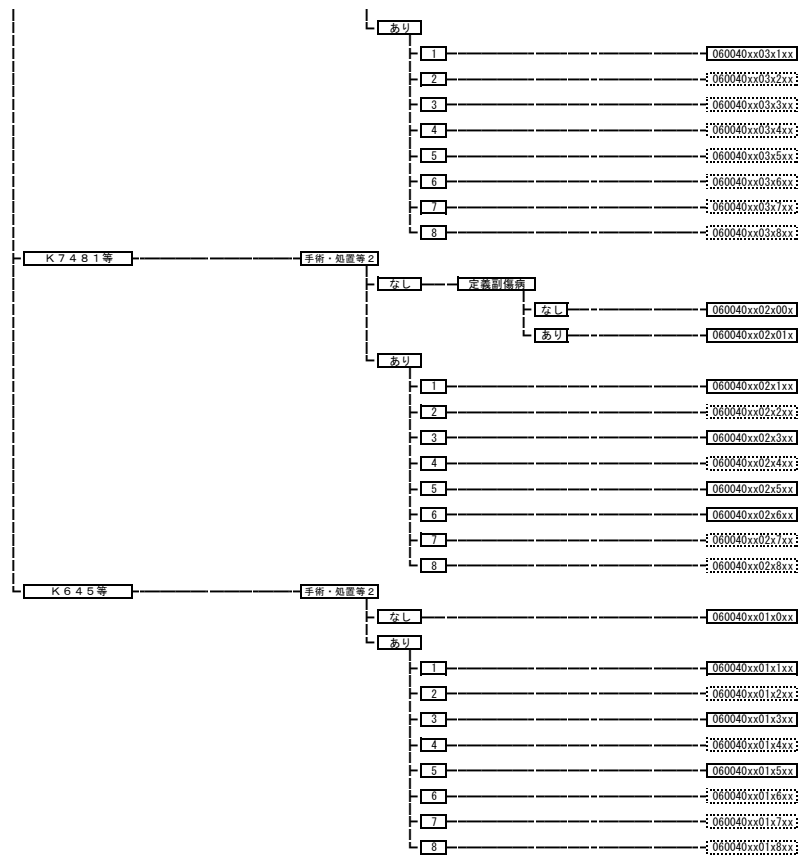 あり
1 060040xx03x1xx
2 060040xx03x2xx
3 060040xx03x3xx
4 060040xx03x4xx
5 060040xx03x5xx
6 060040xx03x6xx
7 060040xx03x7xx
8 060040xx03x8xx
K7481等 手術・処置等2
なし 定義副傷病
なし 060040xx02x00x
あり 060040xx02x01x
あり
1 060040xx02x1xx
2 060040xx02x2xx
3 060040xx02x3xx
4 060040xx02x4xx
5 060040xx02x5xx
6 060040xx02x6xx
7 060040xx02x7xx
8 060040xx02x8xx
K645等 手術・処置等2
なし 060040xx01x0xx
あり
1 060040xx01x1xx
2 060040xx01x2xx
3 060040xx01x3xx
4 060040xx01x4xx
5 060040xx01x5xx
6 060040xx01x6xx
7 060040xx01x7xx
8 060040xx01x8xx